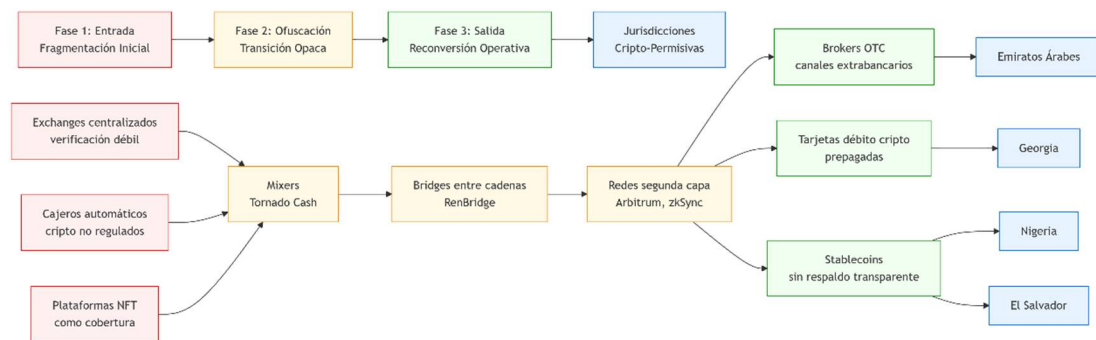 Fase 1: Entrada
Fragmentación Inicial
Fase 2: Ofuscación
Transición Opaca
Fase 3: Salida
Reconversión Operativa
Jurisdicciones
Cripto-Permisivas
Exchanges centralizados
verificación débil
Cajeros automáticos
cripto no regulados
Plataformas NFT
como cobertura
Mixers
Tornado Cash
Bridges entre cadenas
RenBridge
Redes segunda capa
Arbitrum, zkSync
Brokers OTC
canales extrabancarios
Tarjetas débito cripto
prepagadas
Stablecoins
sin respaldo transparente
Emiratos Árabes
Georgia
Nigeria
El Salvador